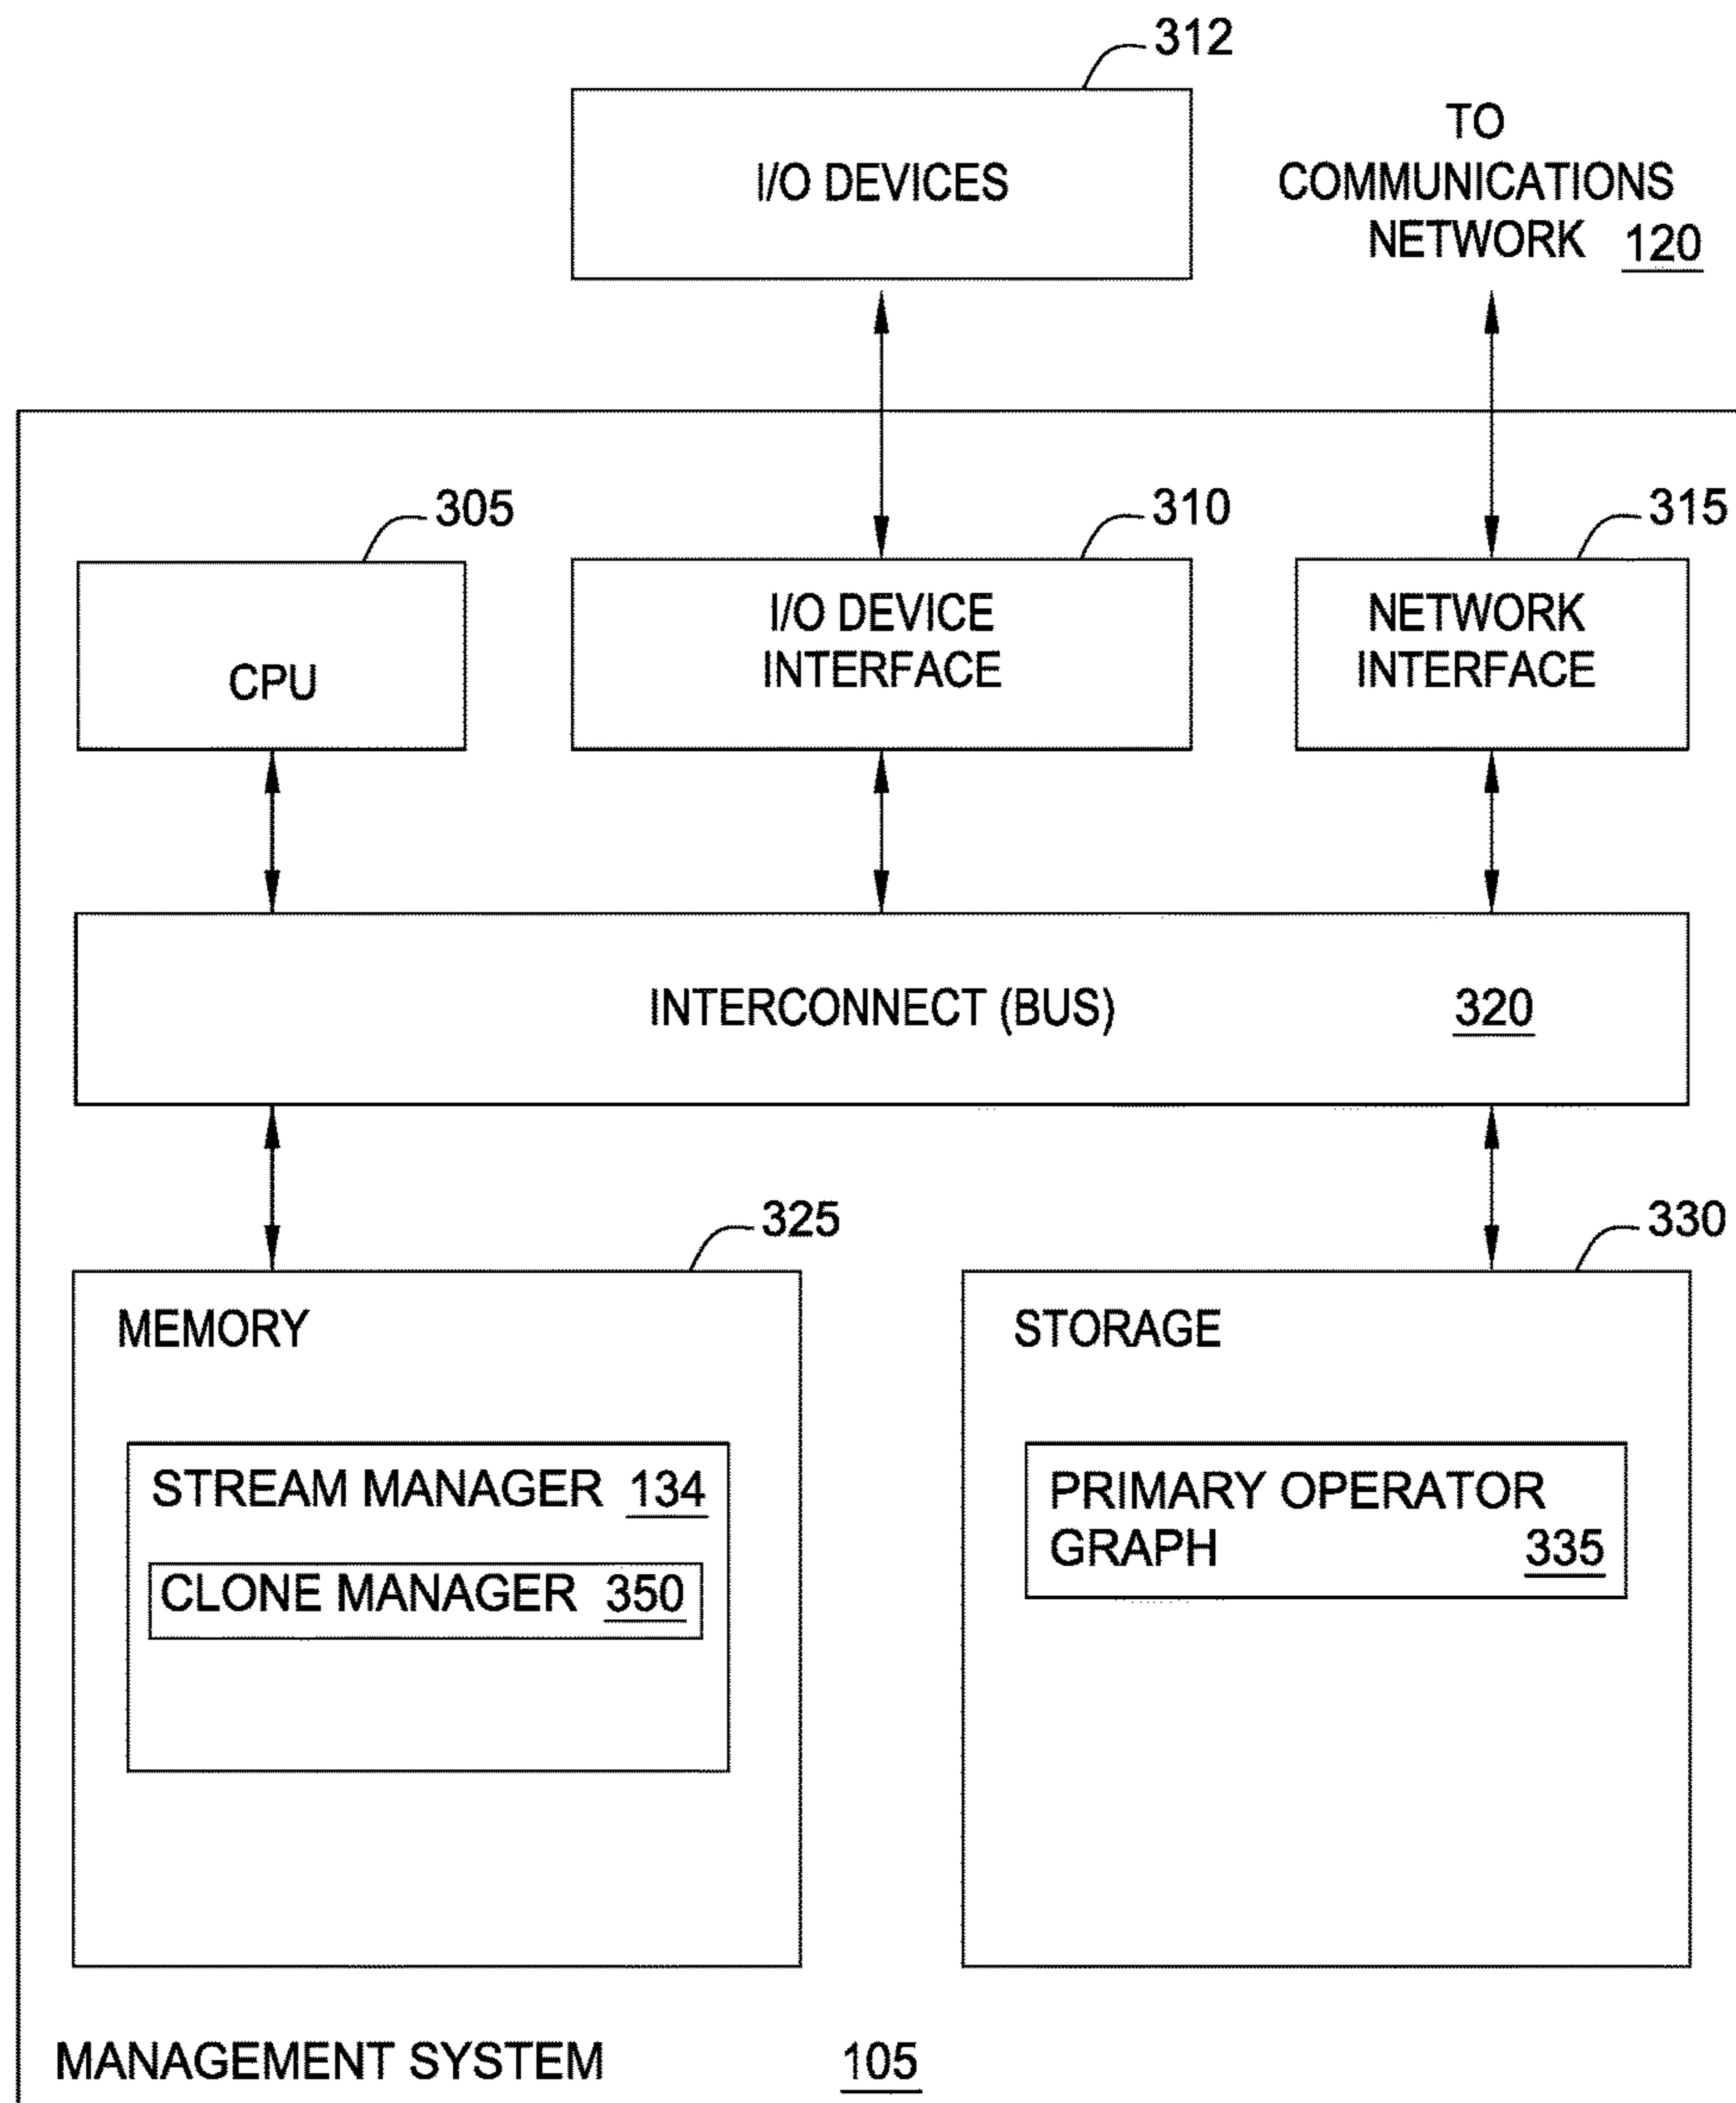 312
I/O DEVICES
TO
COMMUNICATIONS
NETWORK 120
305
310
315
CPU
I/O DEVICE
INTERFACE
NETWORK
INTERFACE
INTERCONNECT (BUS) 320
325
330
MEMORY
STREAM MANAGER 134
CLONE MANAGER 350
STORAGE
PRIMARY OPERATOR
GRAPH 335
MANAGEMENT SYSTEM 105